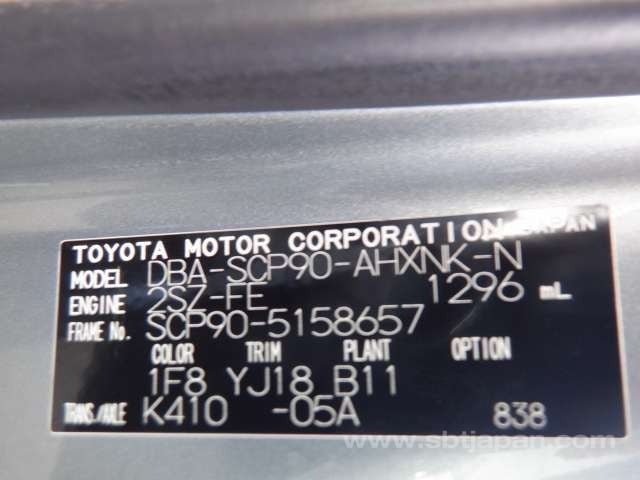 TOYOTA MOTOR CORPORATION JAPAN
MODEL DBA-SCP90-AHXNK-N
ENGINE 2SZ-FE 1296 mL
FRAME No. SCP90-5158657
COLOR TRIM PLANT OPTION
1F8 YJ18 B11
TRANS./AXLE K410 -05A 838
www.sbtjapan.com